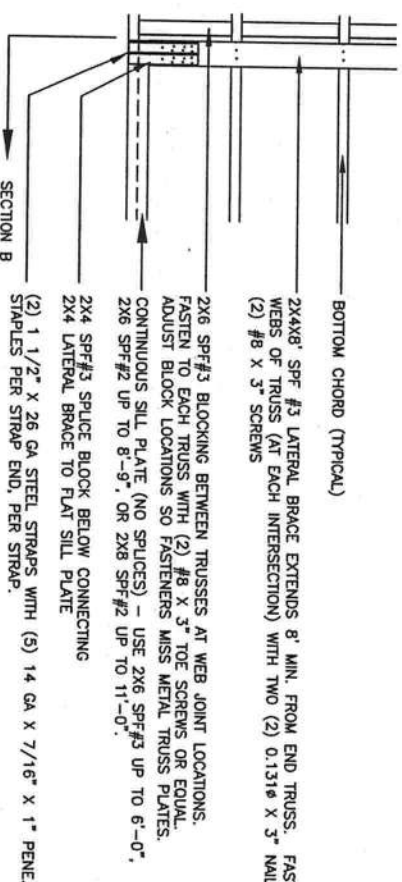 BOTTOM CHORD (TYPICAL)
2X4X8' SPF #3 LATERAL BRACE EXTENDS 8' MIN. FROM END TRUSS. FAS
WEBS OF TRUSS (AT EACH INTERSECTION) WITH TWO (2) 0.131ø X 3" NAIL
(2) #8 X 3" SCREWS
2X6 SPF#3 BLOCKING BETWEEN TRUSSES AT WEB JOINT LOCATIONS.
FASTEN TO EACH TRUSS WITH (2) #8 X 3" TOE SCREWS OR EQUAL.
ADJUST BLOCK LOCATIONS SO FASTENERS MISS METAL TRUSS PLATES.
CONTINUOUS SILL PLATE (NO SPLICES) – USE 2X6 SPF#3 UP TO 6'-0",
2X6 SPF#2 UP TO 8'-9", OR 2X8 SPF#2 UP TO 11'-0".
2X4 SPF#3 SPLICE BLOCK BELOW CONNECTING
2X4 LATERAL BRACE TO FLAT SILL PLATE
(2) 1 1/2" X 26 GA STEEL STRAPS WITH (5) 14 GA X 7/16" X 1" PENE.
STAPLES PER STRAP END, PER STRAP.
SECTION B